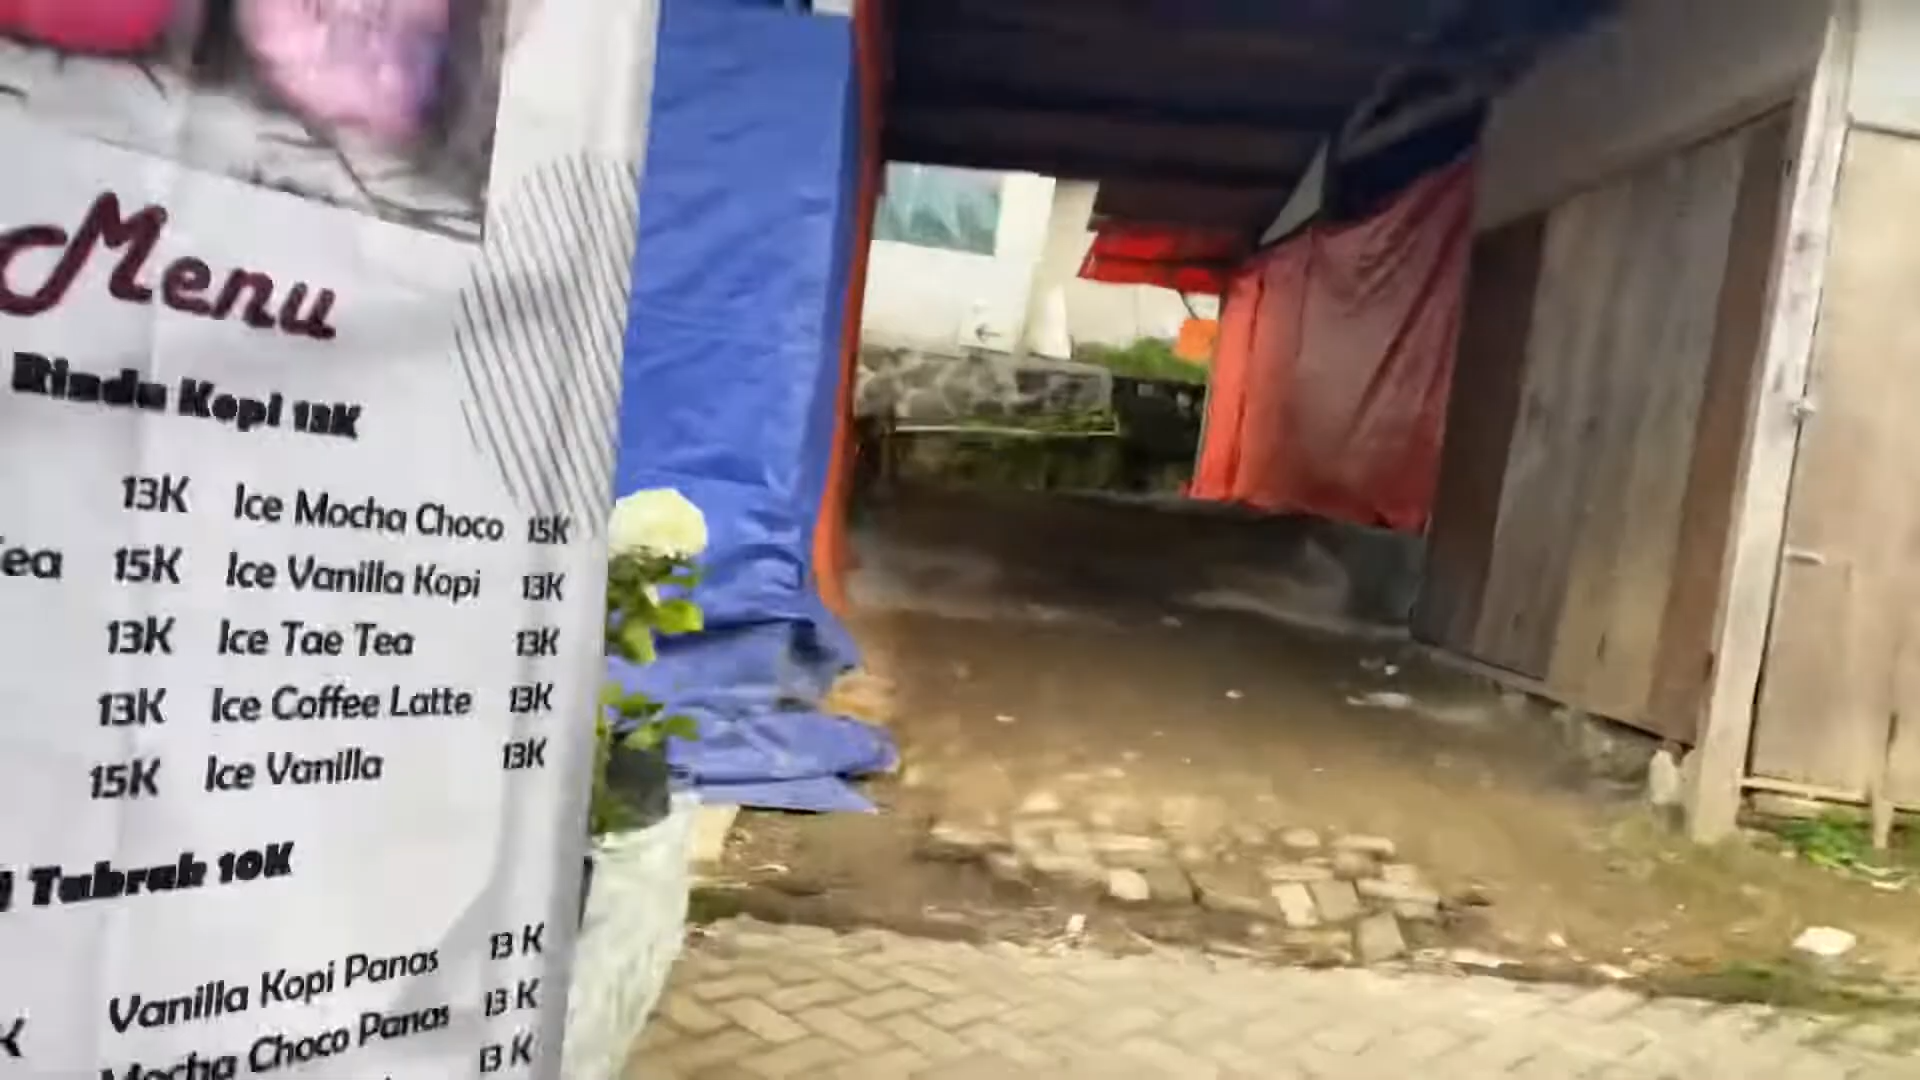 Menu
Rindu Kopi 13K
13K Ice Mocha Choco 15K
15K Ice Vanilla Kopi 13K
13K Ice Tae Tea 13K
13K Ice Coffee Latte 13K
15K Ice Vanilla 13K
Tubruk 10K
Vanilla Kopi Panas 13 K
Mocha Choco Panas 13 K
13 K